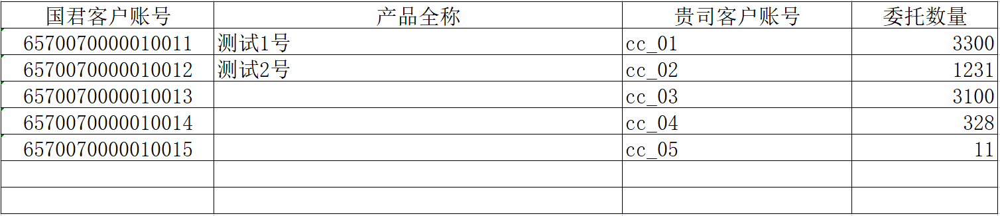 国君客户账号 产品全称 贵司客户账号 委托数量
6570070000010011 测试1号 cc_01 3300
6570070000010012 测试2号 cc_02 1231
6570070000010013 cc_03 3100
6570070000010014 cc_04 328
6570070000010015 cc_05 11